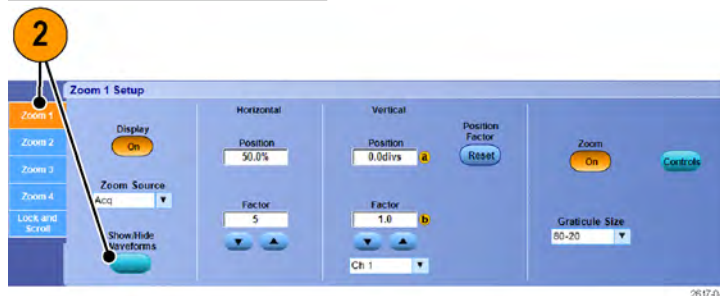 2
Zoom 1 Setup
Zoom 1
Zoom 2
Zoom 3
Zoom 4
Lock and
Scroll
Display
On
Zoom Source
Acq
Show/Hide
Waveforms
Horizontal
Position
50.0%
Factor
5
Vertical
Position
0.0divs
a
Factor
1.0
b
Ch 1
Position
Factor
Reset
Zoom
On
Graticule Size
80-20
Controls
2617-0